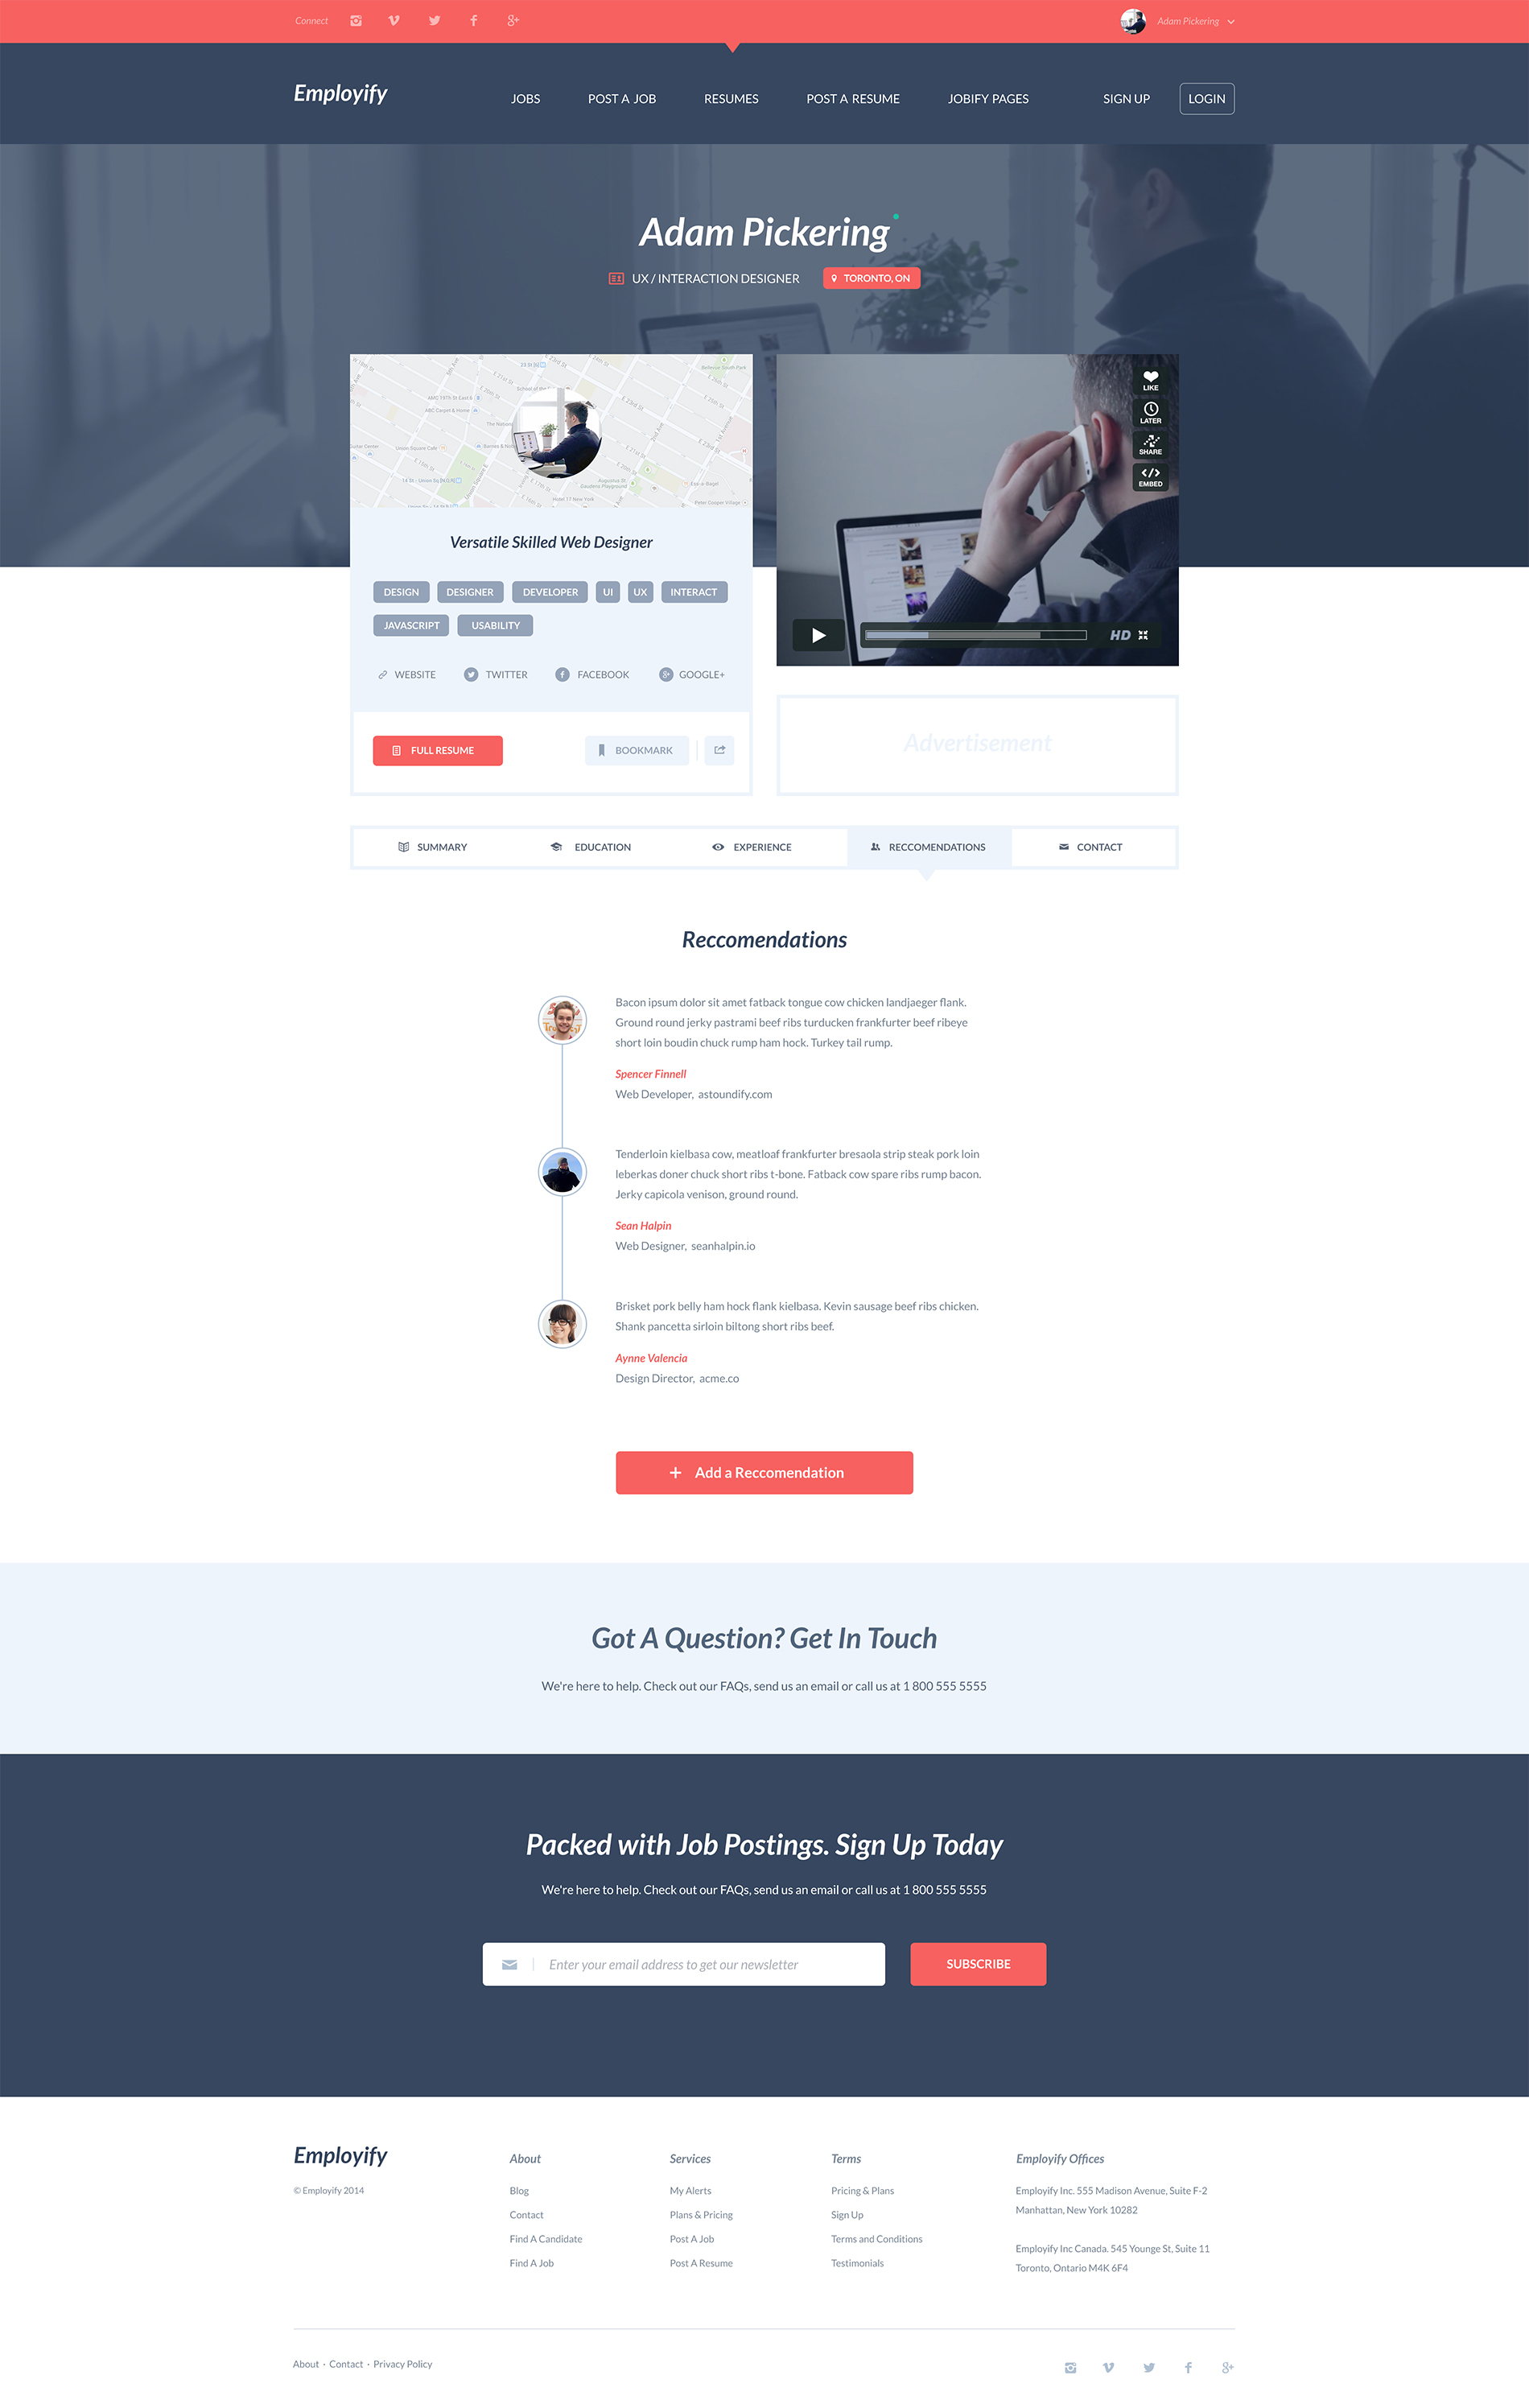 Connect
Adam Pickering
Employify
JOBS POST A JOB RESUMES POST A RESUME JOBIFY PAGES SIGN UP LOGIN
Adam Pickering
UX / INTERACTION DESIGNER TORONTO, ON
LIKE
LATER
SHARE
EMBED
HD
Versatile Skilled Web Designer
DESIGN DESIGNER DEVELOPER UI UX INTERACT
JAVASCRIPT USABILITY
WEBSITE TWITTER FACEBOOK GOOGLE+
FULL RESUME BOOKMARK
Advertisement
SUMMARY EDUCATION EXPERIENCE RECCOMENDATIONS CONTACT
Reccomendations
Bacon ipsum dolor sit amet fatback tongue cow chicken landjaeger flank.
Ground round jerky pastrami beef ribs turducken frankfurter beef ribeye
short loin boudin chuck rump ham hock. Turkey tail rump.
Spencer Finnell
Web Developer, astoundify.com
Tenderloin kielbasa cow, meatloaf frankfurter bresaola strip steak pork loin
leberkas doner chuck short ribs t-bone. Fatback cow spare ribs rump bacon.
Jerky capicola venison, ground round.
Sean Halpin
Web Designer, seanhalpin.io
Brisket pork belly ham hock flank kielbasa. Kevin sausage beef ribs chicken.
Shank pancetta sirloin biltong short ribs beef.
Aynne Valencia
Design Director, acme.co
+ Add a Reccomendation
Got A Question? Get In Touch
We're here to help. Check out our FAQs, send us an email or call us at 1 800 555 5555
Packed with Job Postings. Sign Up Today
We're here to help. Check out our FAQs, send us an email or call us at 1 800 555 5555
Enter your email address to get our newsletter SUBSCRIBE
Employify
© Employify 2014
About
Blog
Contact
Find A Candidate
Find A Job
Services
My Alerts
Plans & Pricing
Post A Job
Post A Resume
Terms
Pricing & Plans
Sign Up
Terms and Conditions
Testimonials
Employify Offices
Employify Inc. 555 Madison Avenue, Suite F-2
Manhattan, New York 10282
Employify Inc Canada. 545 Younge St, Suite 11
Toronto, Ontario M4K 6F4
About · Contact · Privacy Policy